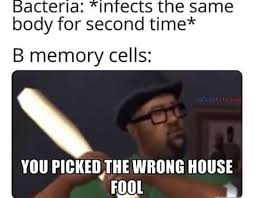 Bacteria: *infects the same
body for second time*
B memory cells:
YOU PICKED THE WRONG HOUSE
FOOL